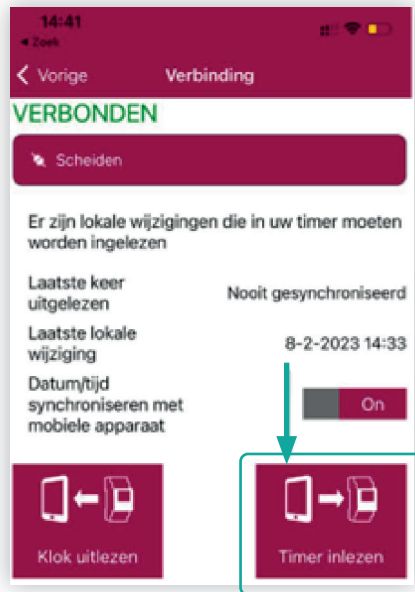 14:41
Zoek
Vorige
Verbinding
VERBONDEN
Scheiden
Er zijn lokale wijzigingen die in uw timer moeten
worden ingelezen
Laatste keer
uitgelezen
Nooit gesynchroniseerd
Laatste lokale
wijziging
8-2-2023 14:33
Datum/tijd
synchroniseren met
mobiele apparaat
On
Klok uitlezen
Timer inlezen